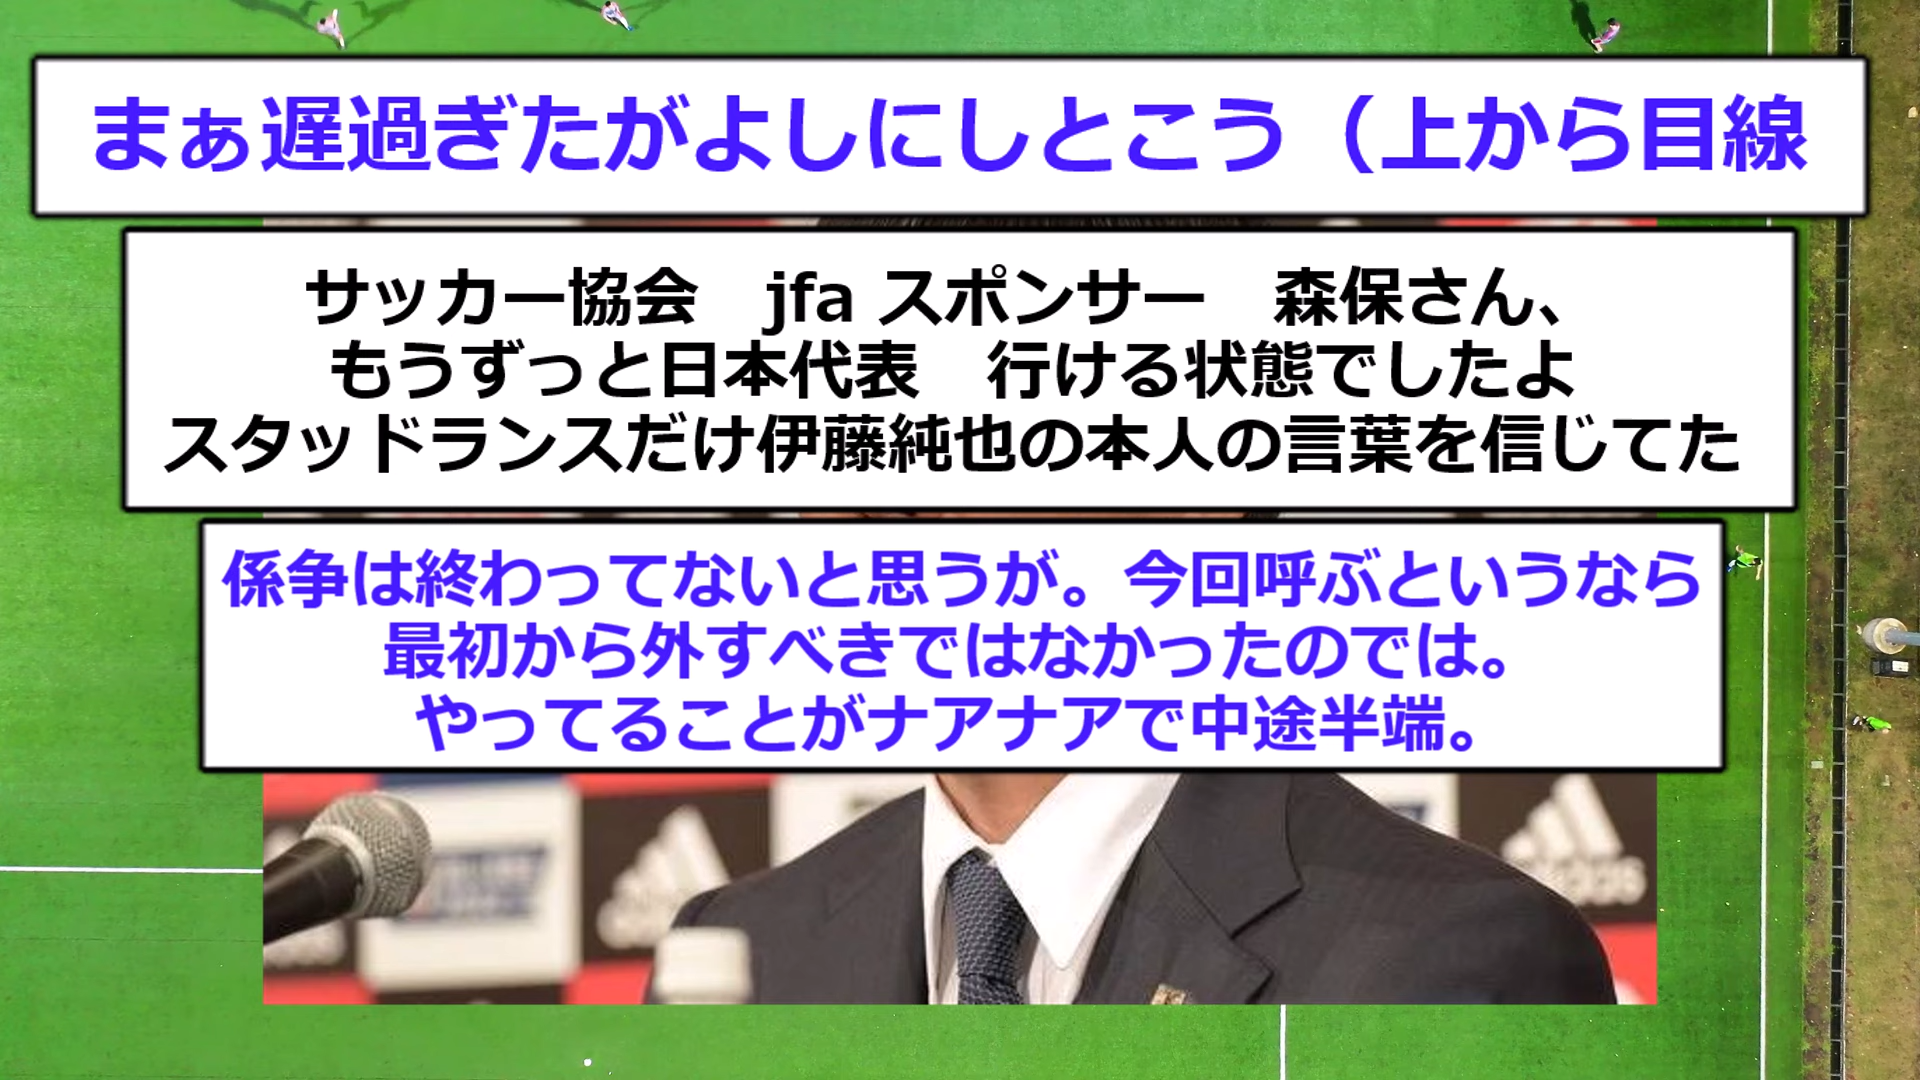 まぁ遅過ぎたがよしにしとこう（上から目線
サッカー協会　jfa スポンサー　森保さん、
もうずっと日本代表　行ける状態でしたよ
スタッドランスだけ伊藤純也の本人の言葉を信じてた
係争は終わってないと思うが。今回呼ぶというなら
最初から外すべきではなかったのでは。
やってることがナアナアで中途半端。
adidas